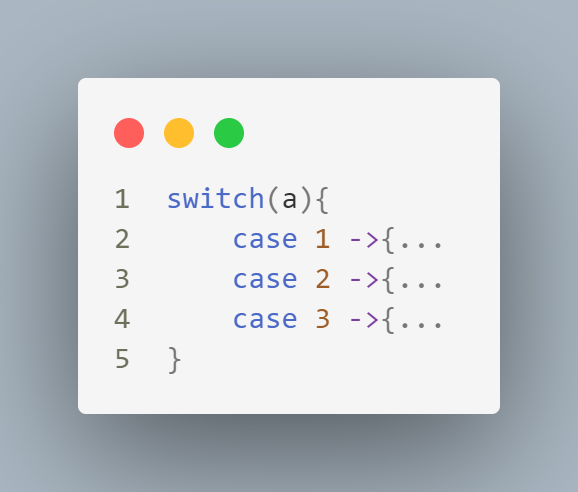 1 switch(a){
2     case 1 ->{...
3     case 2 ->{...
4     case 3 ->{...
5 }